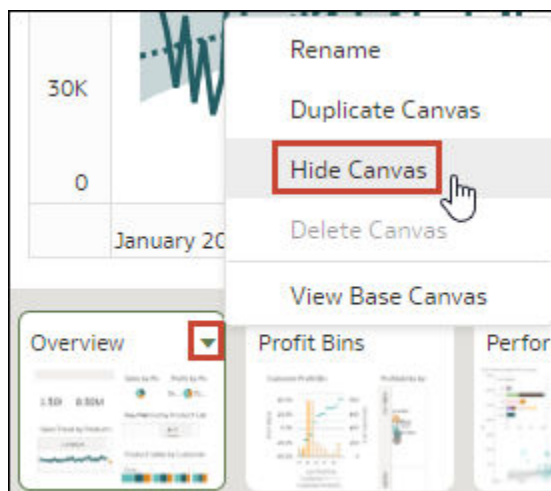 Rename
30K
Duplicate Canvas
Hide Canvas
0
Delete Canvas
January 20
View Base Canvas
Overview
Profit Bins
Perfor